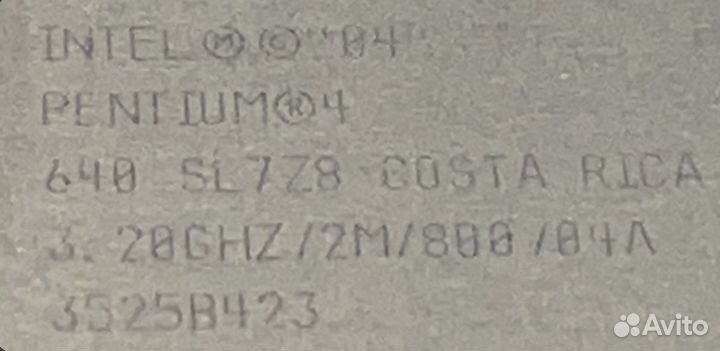 INTEL Ⓜ © '04
PENTIUM®4
640 SL7Z8 COSTA RICA
3.20GHZ/2M/800/04A
3525B423
Avito